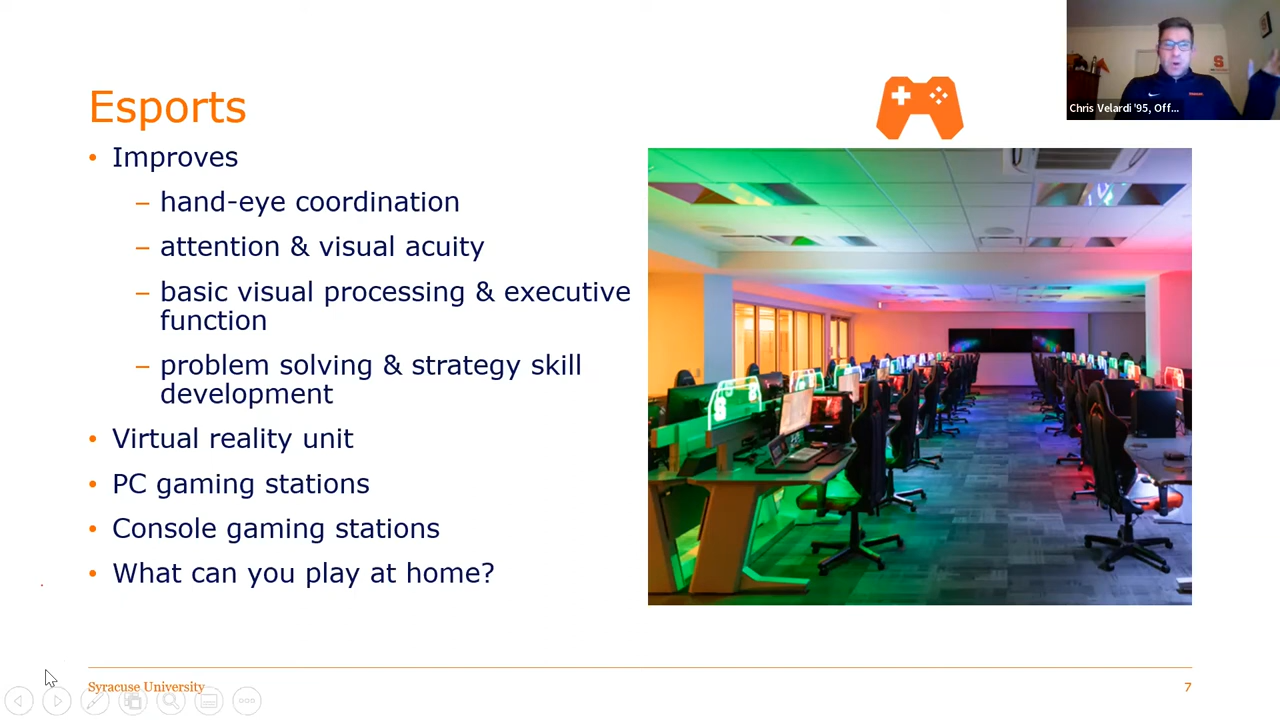 Esports
• Improves
– hand-eye coordination
– attention & visual acuity
– basic visual processing & executive
function
– problem solving & strategy skill
development
• Virtual reality unit
• PC gaming stations
• Console gaming stations
• What can you play at home?
Chris Velardi '95, Off...
S
Syracuse University
7